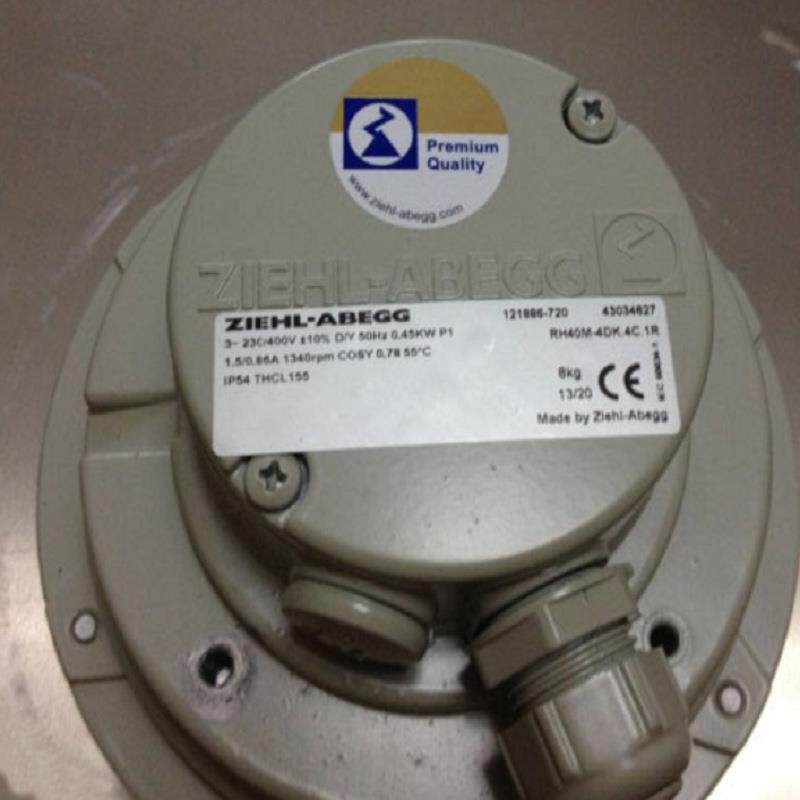 Premium
Quality
www.ziehl-abegg.com
ZIEHL-ABEGG
ZIEHL-ABEGG 121886-720 43034627
3~ 230/400V ±10% D/Y 50Hz 0,45KW P1 RH40M-4DK.4C.1R
1.5/0,86A 1340rpm COSY 0,78 55°C
IP54 THCL155 8kg
13/20 CE
Made by Ziehl-Abegg